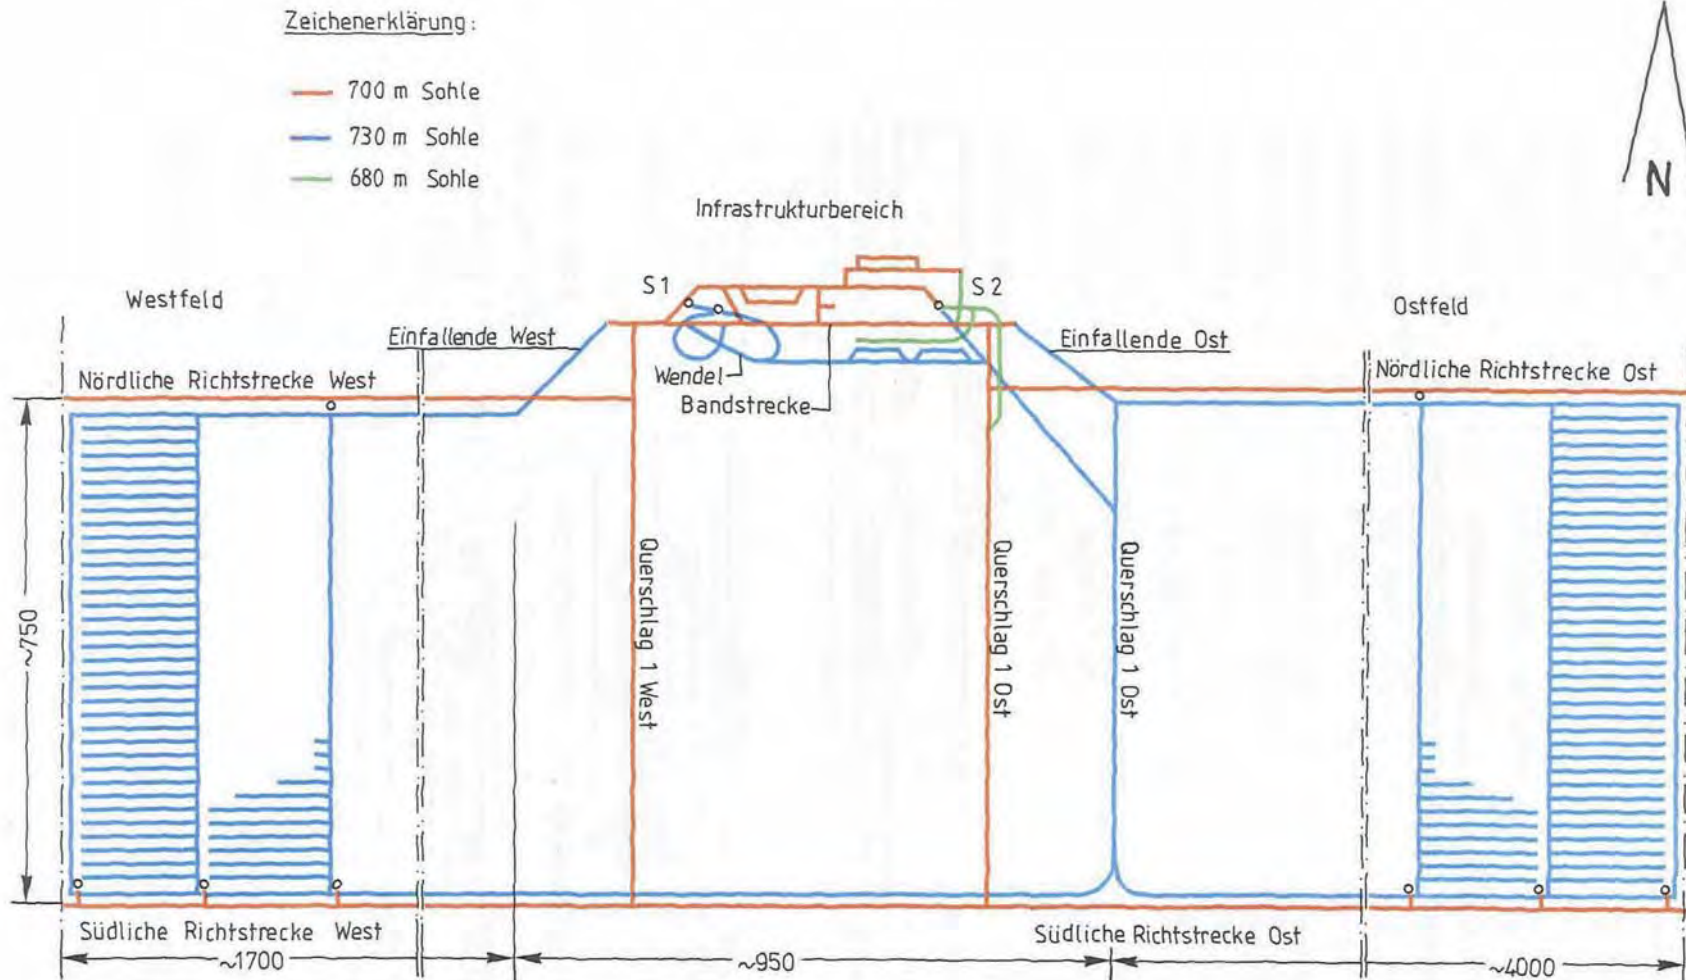 Zeichenerklärung:
700 m Sohle
730 m Sohle
680 m Sohle
N
Infrastrukturbereich
S1
S2
Westfeld
Ostfeld
Einfallende West
Einfallende Ost
Wendel
Bandstrecke
Nördliche Richtstrecke West
Nördliche Richtstrecke Ost
Querschlag 1 West
Querschlag 1 Ost
Querschlag 1 Ost
~750
Südliche Richtstrecke West
Südliche Richtstrecke Ost
~1700
~950
~4000